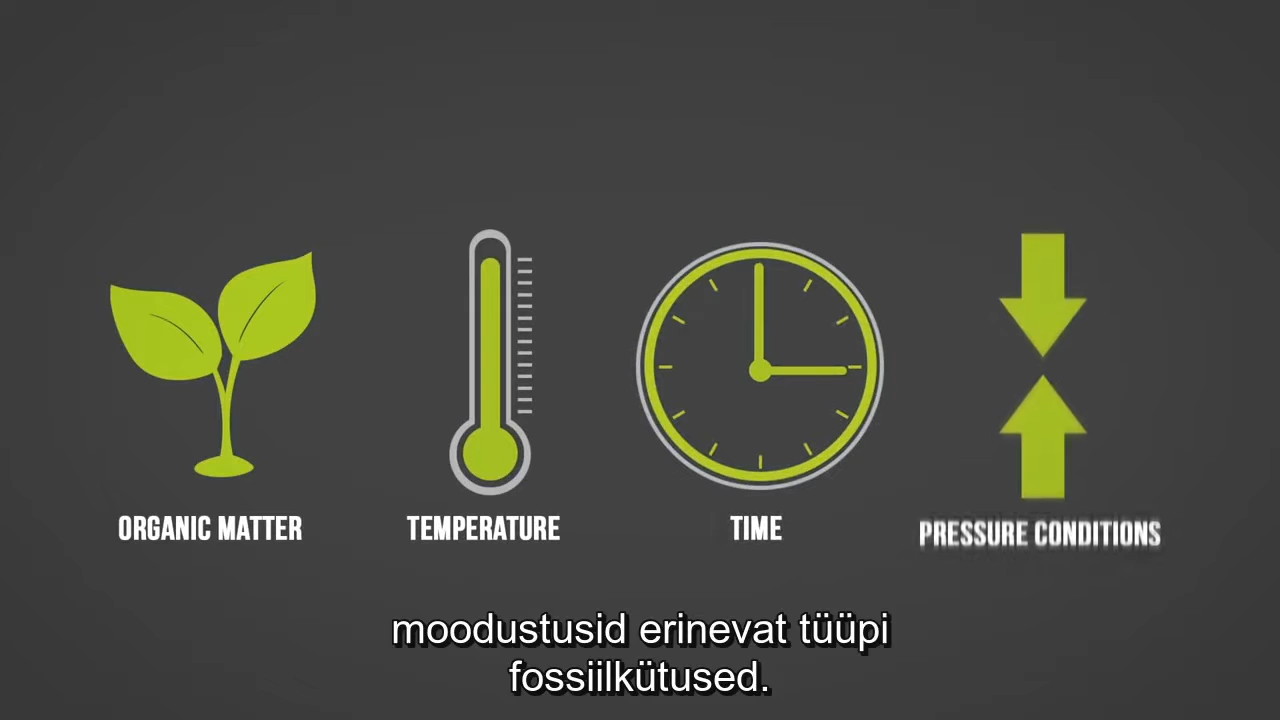 ORGANIC MATTER
TEMPERATURE
TIME
PRESSURE CONDITIONS
moodustusid erinevat tüüpi
fossiilkütused.